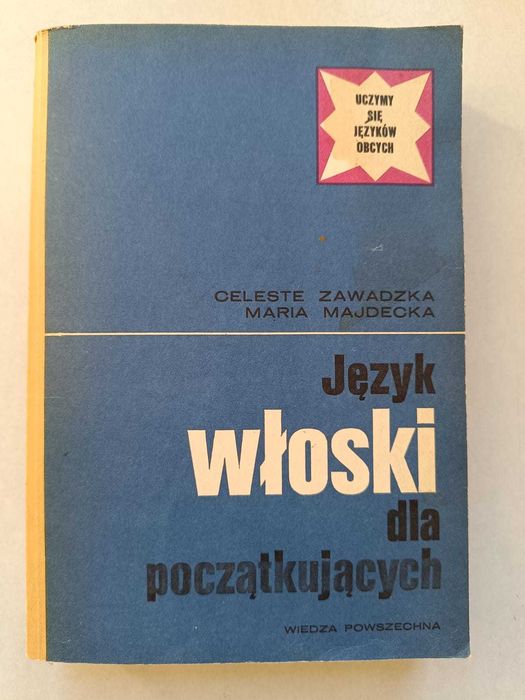 UCZYMY
SIĘ
JĘZYKÓW
OBCYCH
CELESTE ZAWADZKA
MARIA MAJDECKA
Język
włoski
dla
początkujących
WIEDZA POWSZECHNA